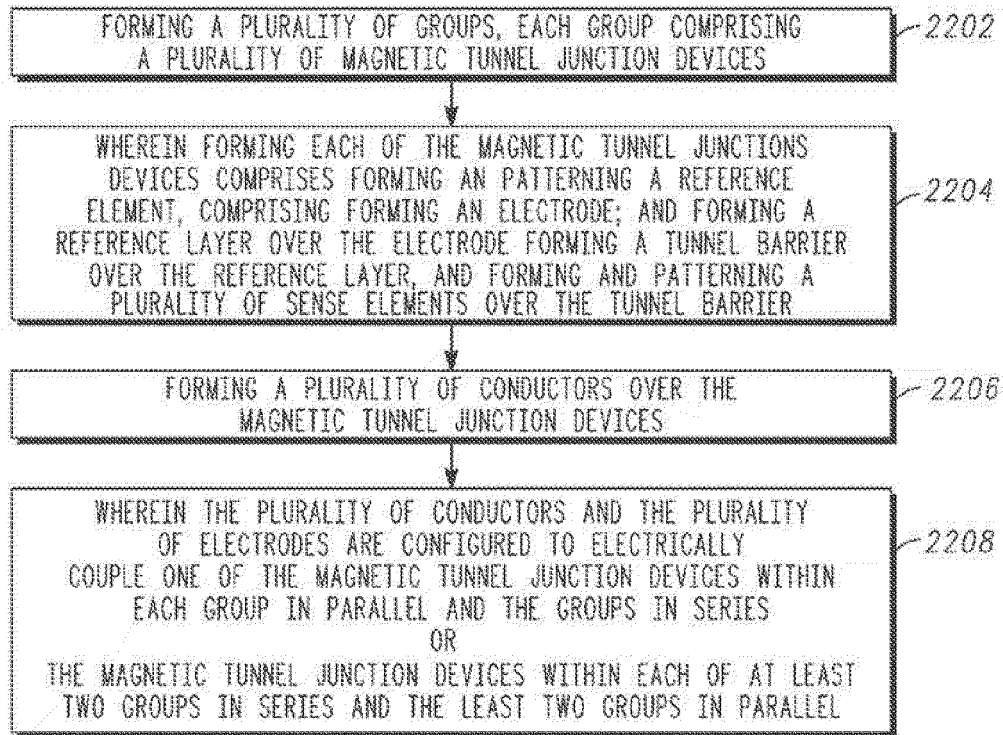 FORMING A PLURALITY OF GROUPS, EACH GROUP COMPRISING
A PLURALITY OF MAGNETIC TUNNEL JUNCTION DEVICES
2202
WHEREIN FORMING EACH OF THE MAGNETIC TUNNEL JUNCTIONS
DEVICES COMPRISES FORMING AN PATTERNING A REFERENCE
ELEMENT, COMPRISING FORMING AN ELECTRODE; AND FORMING A
REFERENCE LAYER OVER THE ELECTRODE FORMING A TUNNEL BARRIER
OVER THE REFERENCE LAYER, AND FORMING AND PATTERNING A
PLURALITY OF SENSE ELEMENTS OVER THE TUNNEL BARRIER
2204
FORMING A PLURALITY OF CONDUCTORS OVER THE
MAGNETIC TUNNEL JUNCTION DEVICES
2206
WHEREIN THE PLURALITY OF CONDUCTORS AND THE PLURALITY
OF ELECTRODES ARE CONFIGURED TO ELECTRICALLY
COUPLE ONE OF THE MAGNETIC TUNNEL JUNCTION DEVICES WITHIN
EACH GROUP IN PARALLEL AND THE GROUPS IN SERIES
OR
THE MAGNETIC TUNNEL JUNCTION DEVICES WITHIN EACH OF AT LEAST
TWO GROUPS IN SERIES AND THE LEAST TWO GROUPS IN PARALLEL
2208